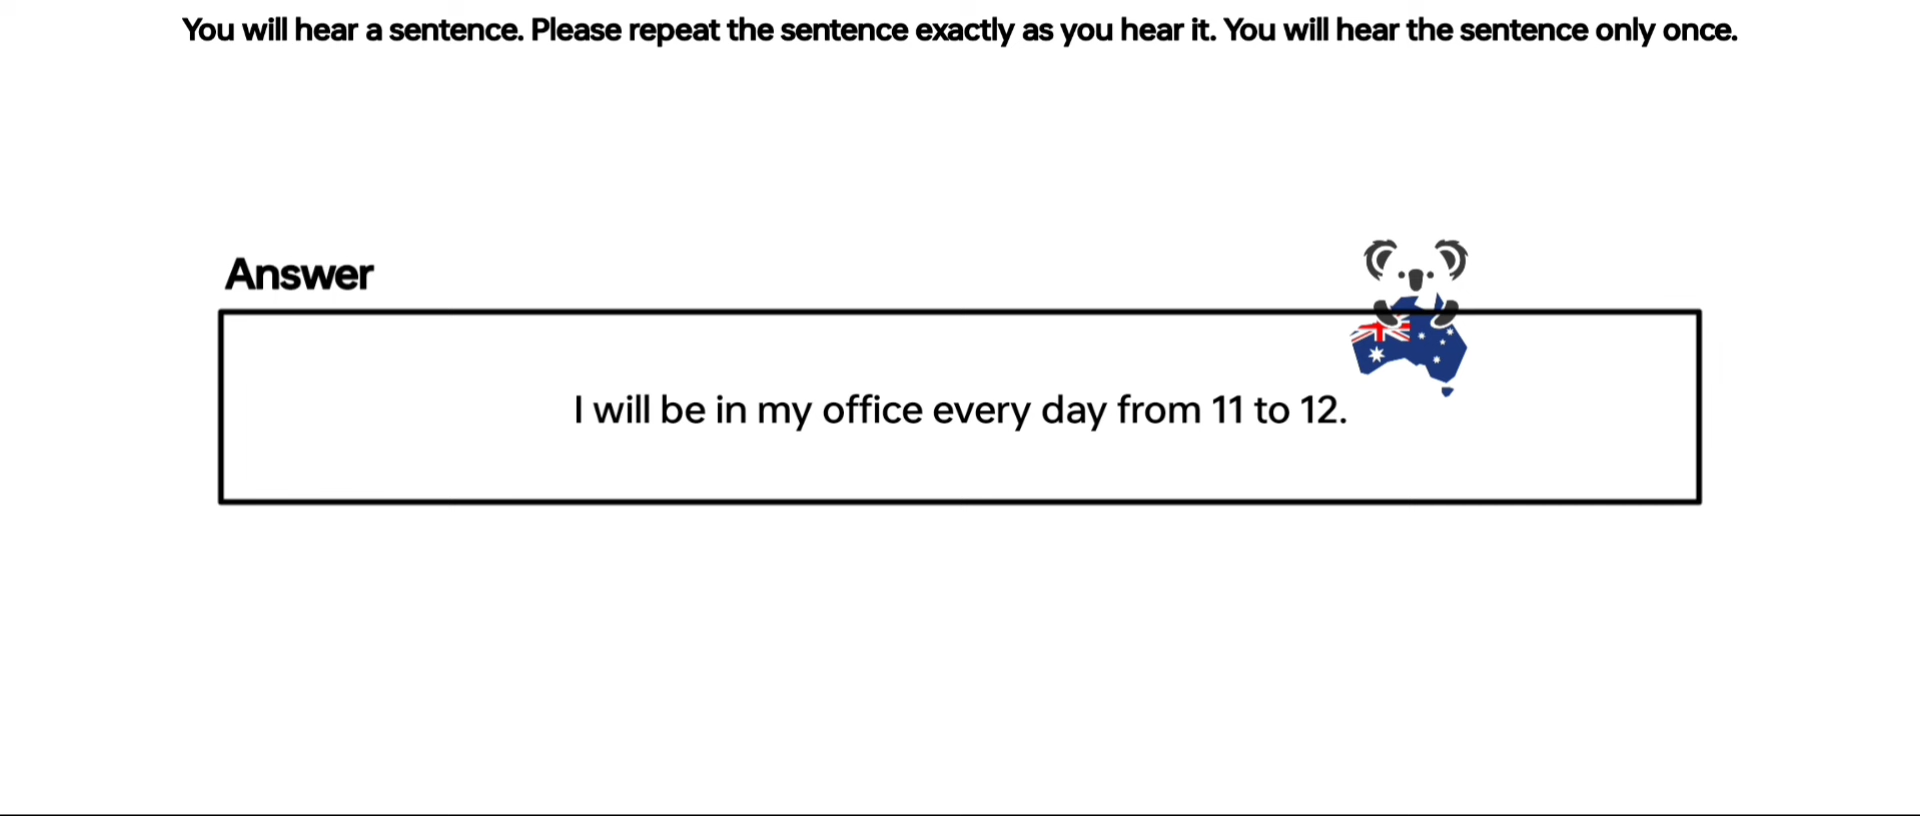 You will hear a sentence. Please repeat the sentence exactly as you hear it. You will hear the sentence only once.
Answer
I will be in my office every day from 11 to 12.